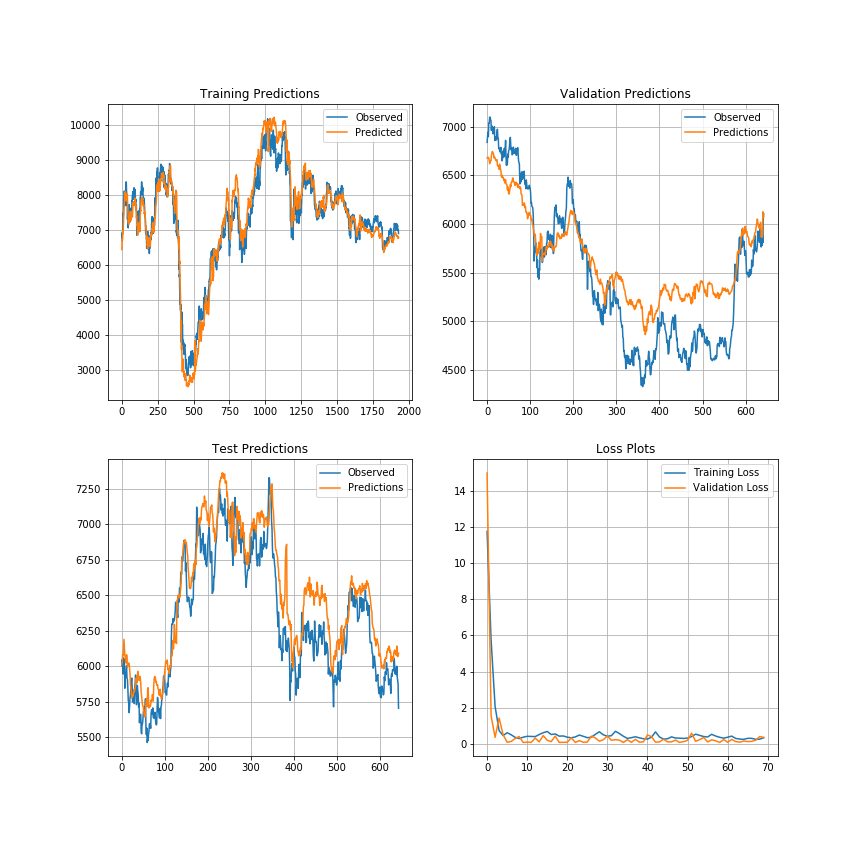 Training Predictions
Observed
Predicted
10000
9000
8000
7000
6000
5000
4000
3000
0 250 500 750 1000 1250 1500 1750 2000
Validation Predictions
Observed
Predictions
7000
6500
6000
5500
5000
4500
0 100 200 300 400 500 600
Test Predictions
Observed
Predictions
7250
7000
6750
6500
6250
6000
5750
5500
0 100 200 300 400 500 600
Loss Plots
Training Loss
Validation Loss
14
12
10
8
6
4
2
0
0 10 20 30 40 50 60 70